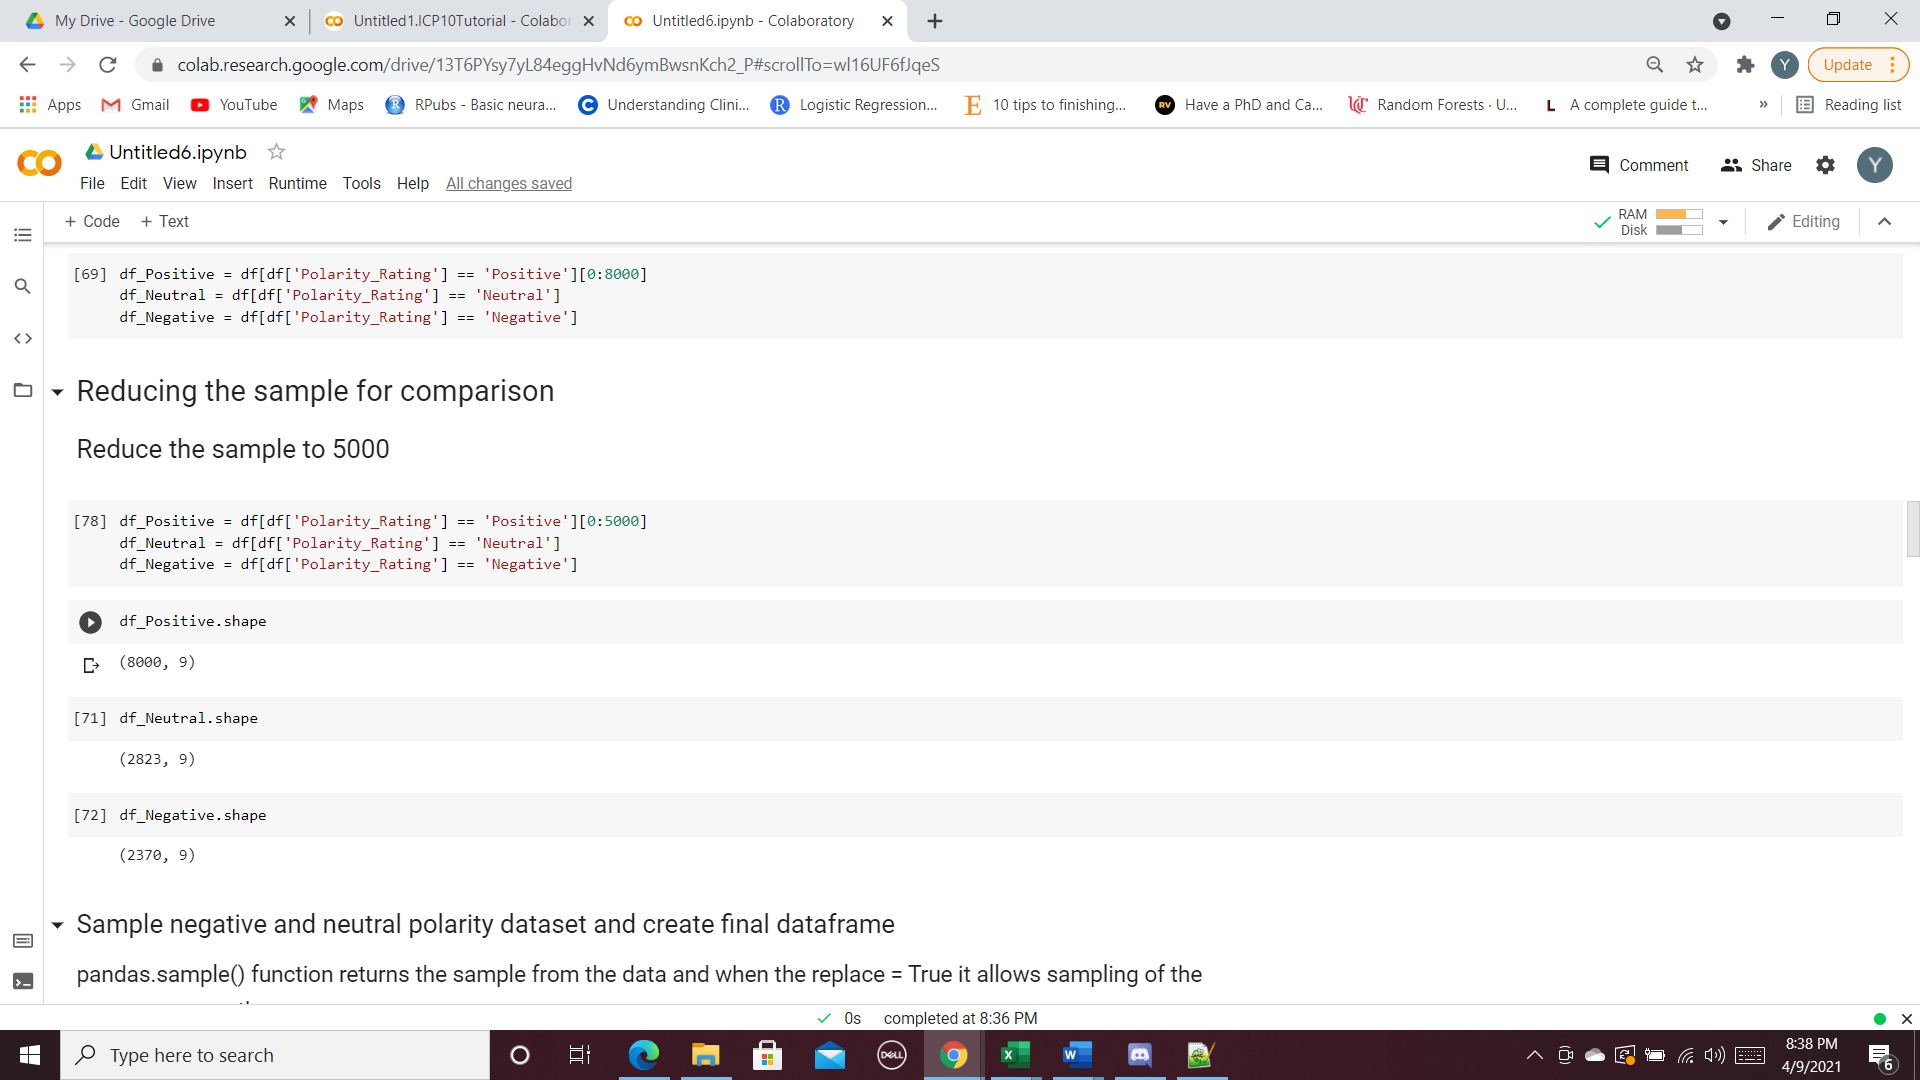 My Drive - Google Drive
Untitled1.ICP10Tutorial - Colabor
Untitled6.ipynb - Colaboratory
colab.research.google.com/drive/13T6PYsy7yL84eggHvNd6ymBwsnKch2_P#scrollTo=wl16UF6fJqeS
Y
Update
Apps
Gmail
YouTube
Maps
RPubs - Basic neura...
Understanding Clini...
Logistic Regression...
10 tips to finishing...
Have a PhD and Ca...
Random Forests · U...
A complete guide t...
»
Reading list
Untitled6.ipynb
Comment
Share
Y
File Edit View Insert Runtime Tools Help All changes saved
+ Code + Text
RAM
Disk
Editing
[69] df_Positive = df[df['Polarity_Rating'] == 'Positive'][0:8000]
df_Neutral = df[df['Polarity_Rating'] == 'Neutral']
df_Negative = df[df['Polarity_Rating'] == 'Negative']
Reducing the sample for comparison
Reduce the sample to 5000
[78] df_Positive = df[df['Polarity_Rating'] == 'Positive'][0:5000]
df_Neutral = df[df['Polarity_Rating'] == 'Neutral']
df_Negative = df[df['Polarity_Rating'] == 'Negative']
df_Positive.shape
(8000, 9)
[71] df_Neutral.shape
(2823, 9)
[72] df_Negative.shape
(2370, 9)
Sample negative and neutral polarity dataset and create final dataframe
pandas.sample() function returns the sample from the data and when the replace = True it allows sampling of the
0s completed at 8:36 PM
Type here to search
DELL
8:38 PM
4/9/2021
6